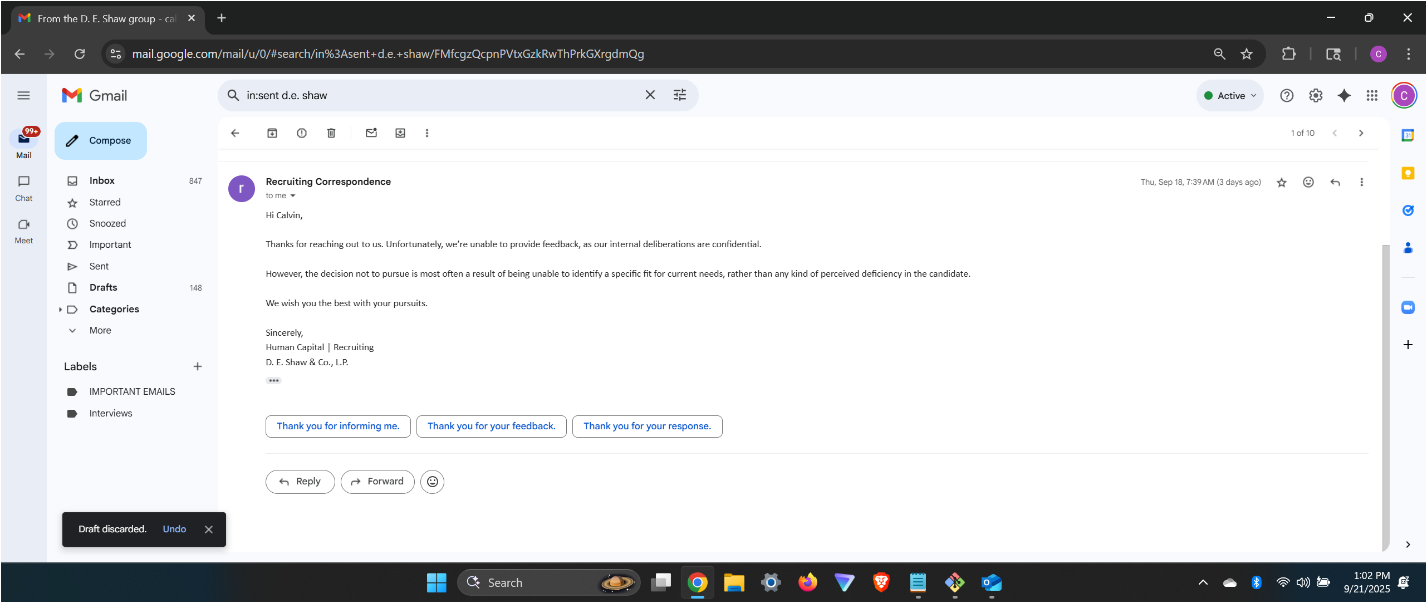 From the D. E. Shaw group - cal
mail.google.com/mail/u/0/#search/in%3Asent+d.e.+shaw/FMfcgzQcpnPVtxGzkRwThPrkGXrgdmQg
C
Gmail
in:sent d.e. shaw
Active
C
99+
Mail
Chat
Meet
Compose
1 of 10
Inbox 847
Starred
Snoozed
Important
Sent
Drafts 148
Categories
More
Labels
IMPORTANT EMAILS
Interviews
r
Recruiting Correspondence
Thu, Sep 18, 7:39 AM (3 days ago)
to me
Hi Calvin,
Thanks for reaching out to us. Unfortunately, we're unable to provide feedback, as our internal deliberations are confidential.
However, the decision not to pursue is most often a result of being unable to identify a specific fit for current needs, rather than any kind of perceived deficiency in the candidate.
We wish you the best with your pursuits.
Sincerely,
Human Capital | Recruiting
D. E. Shaw & Co., L.P.
Thank you for informing me. Thank you for your feedback. Thank you for your response.
Reply Forward
Draft discarded. Undo
Search
1:02 PM
9/21/2025